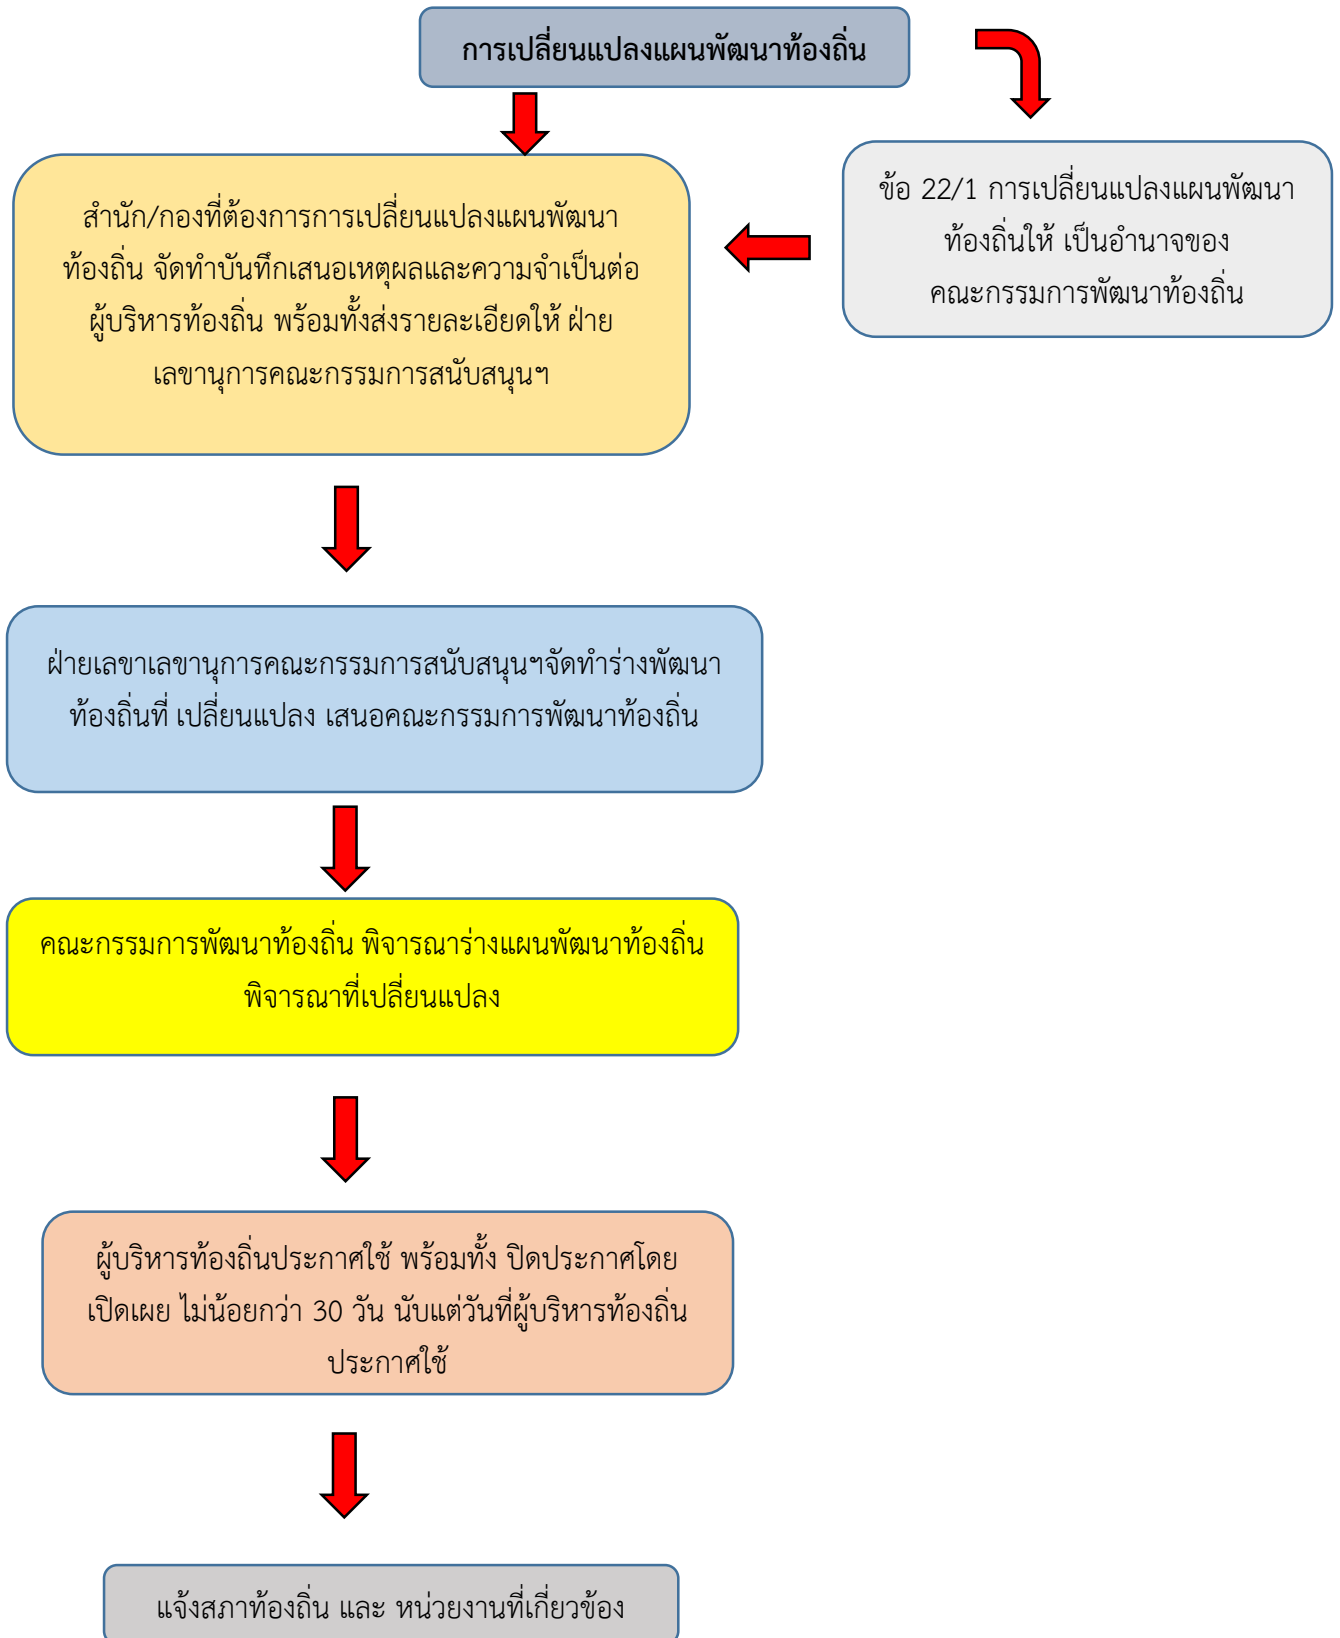 การเปลี่ยนแปลงแผนพัฒนาท้องถิ่น
ข้อ 22/1 การเปลี่ยนแปลงแผนพัฒนา
ท้องถิ่นให้ เป็นอำนาจของ
คณะกรรมการพัฒนาท้องถิ่น
สำนัก/กองที่ต้องการการเปลี่ยนแปลงแผนพัฒนา
ท้องถิ่น จัดทำบันทึกเสนอเหตุผลและความจำเป็นต่อ
ผู้บริหารท้องถิ่น พร้อมทั้งส่งรายละเอียดให้ ฝ่าย
เลขานุการคณะกรรมการสนับสนุนฯ
ฝ่ายเลขาเลขานุการคณะกรรมการสนับสนุนฯจัดทำร่างพัฒนา
ท้องถิ่นที่ เปลี่ยนแปลง เสนอคณะกรรมการพัฒนาท้องถิ่น
คณะกรรมการพัฒนาท้องถิ่น พิจารณาร่างแผนพัฒนาท้องถิ่น
พิจารณาที่เปลี่ยนแปลง
ผู้บริหารท้องถิ่นประกาศใช้ พร้อมทั้ง ปิดประกาศโดย
เปิดเผย ไม่น้อยกว่า 30 วัน นับแต่วันที่ผู้บริหารท้องถิ่น
ประกาศใช้
แจ้งสภาท้องถิ่น และ หน่วยงานที่เกี่ยวข้อง